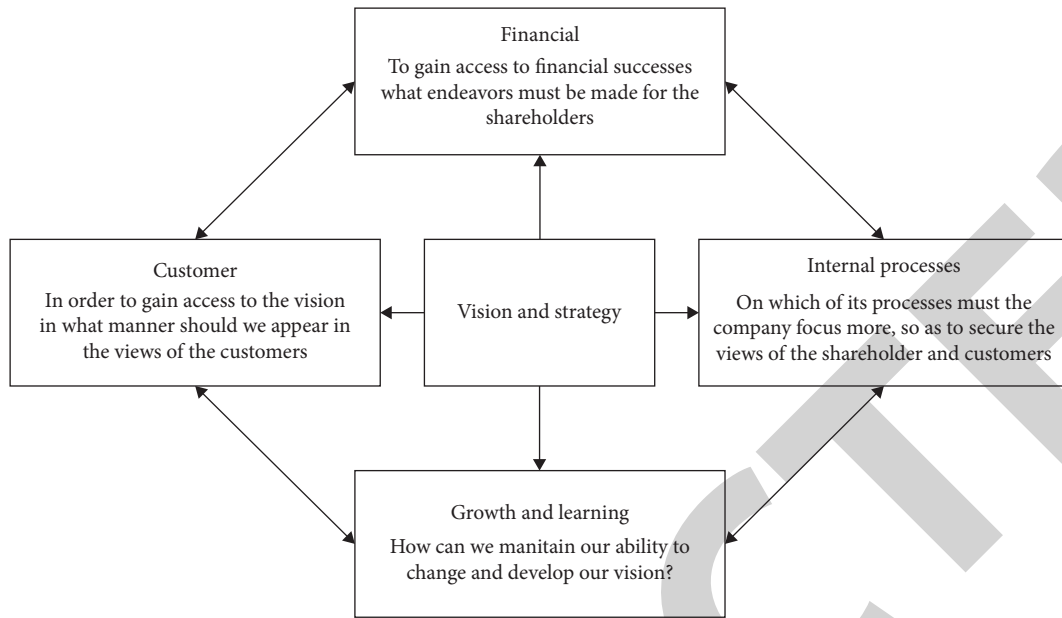 Financial
To gain access to financial successes
what endeavors must be made for the
shareholders
Customer
In order to gain access to the vision
in what manner should we appear in
the views of the customers
Vision and strategy
Internal processes
On which of its processes must the
company focus more, so as to secure the
views of the shareholder and customers
Growth and learning
How can we manitain our ability to
change and develop our vision?